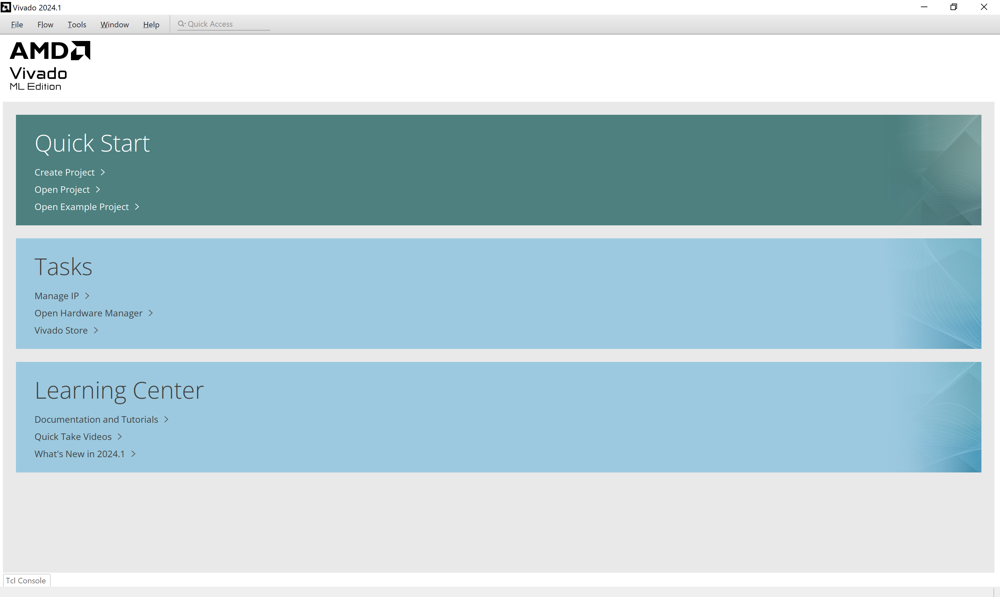 Vivado 2024.1
File Flow Tools Window Help Quick Access
AMD
Vivado
ML Edition
Quick Start
Create Project >
Open Project >
Open Example Project >
Tasks
Manage IP >
Open Hardware Manager >
Vivado Store >
Learning Center
Documentation and Tutorials >
Quick Take Videos >
What's New in 2024.1 >
Tcl Console